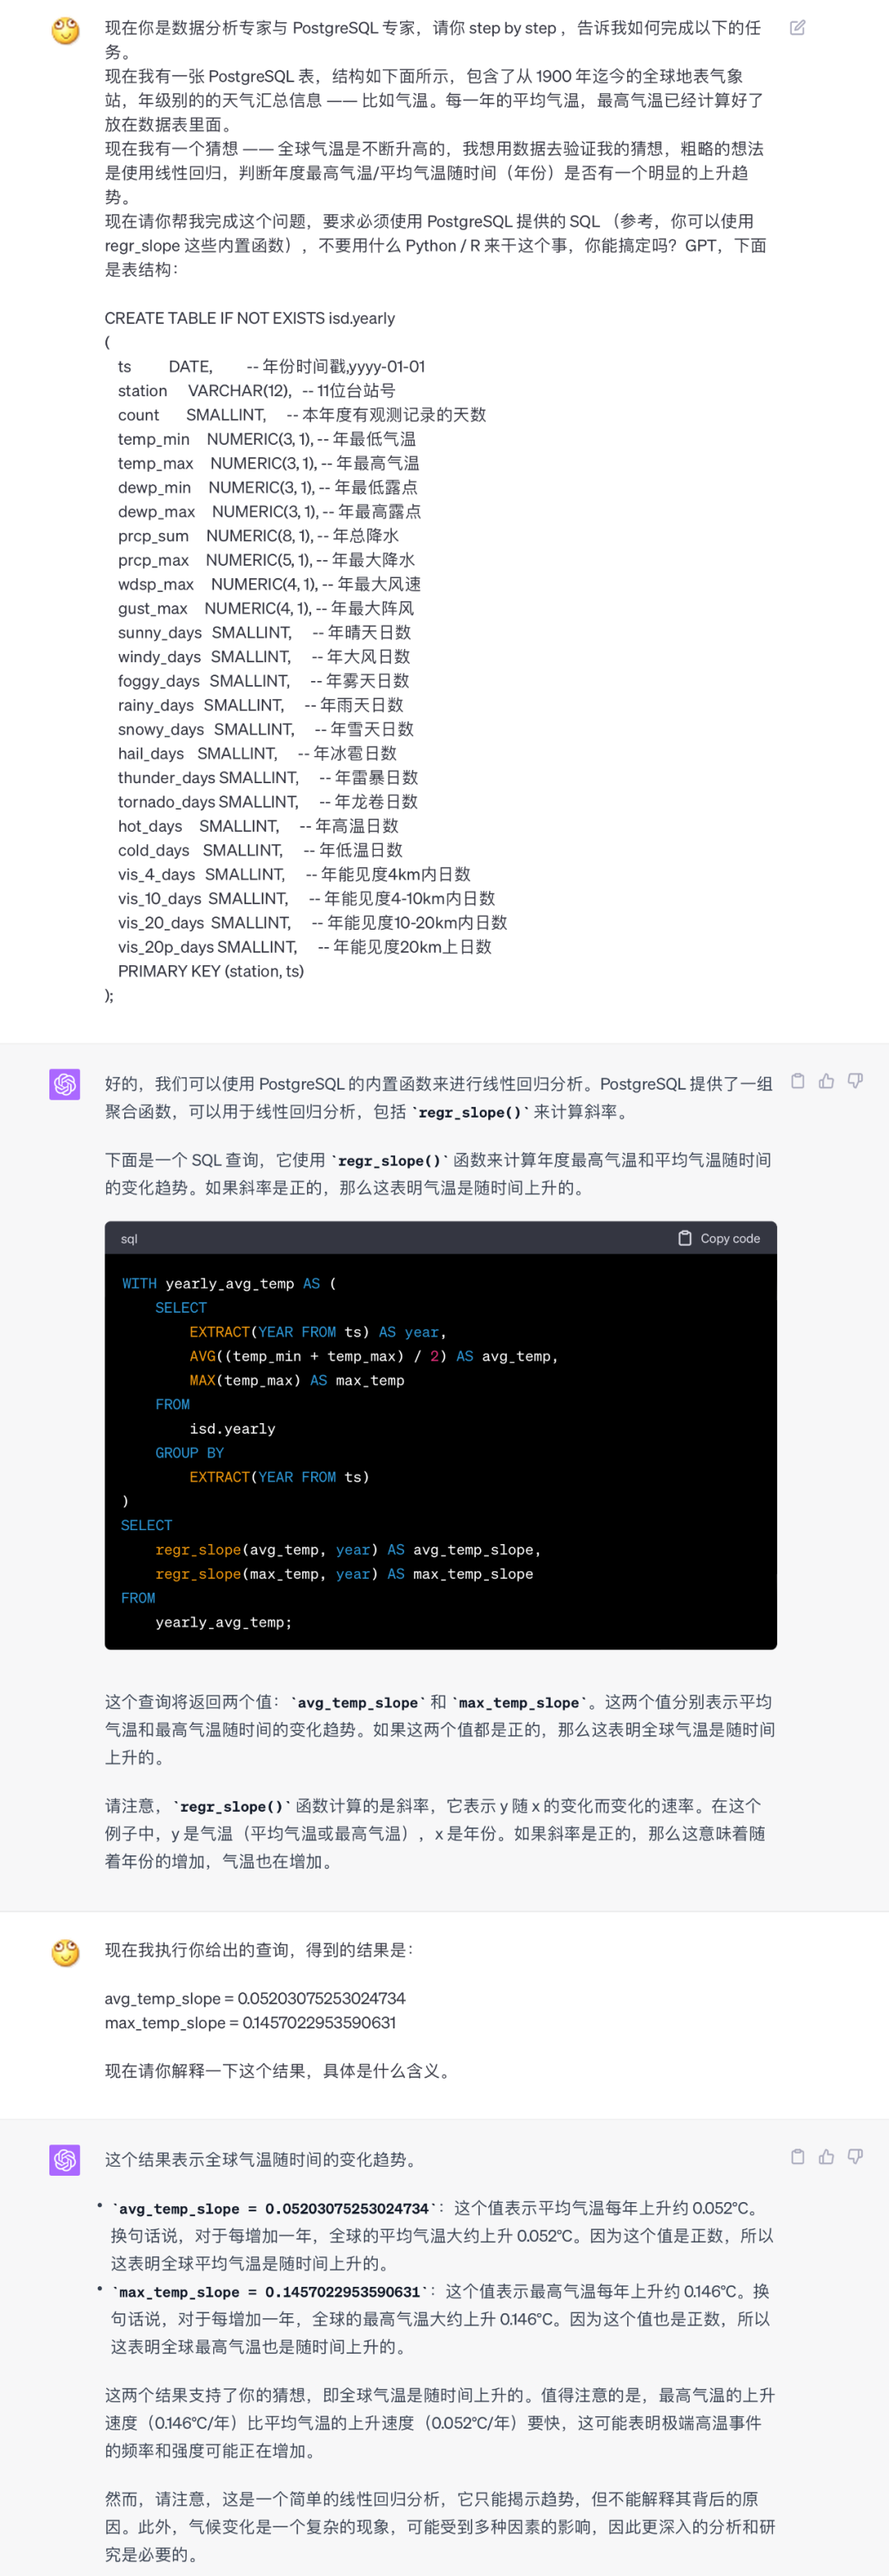 现在你是数据分析专家与 PostgreSQL 专家，请你 step by step ，告诉我如何完成以下的任
务。
现在我有一张 PostgreSQL 表，结构如下面所示，包含了从 1900 年迄今的全球地表气象
站，年级别的的天气汇总信息 —— 比如气温。每一年的平均气温，最高气温已经计算好了
放在数据表里面。
现在我有一个猜想 —— 全球气温是不断升高的，我想用数据去验证我的猜想，粗略的想法
是使用线性回归，判断年度最高气温/平均气温随时间（年份）是否有一个明显的上升趋
势。
现在请你帮我完成这个问题，要求必须使用 PostgreSQL 提供的 SQL （参考，你可以使用
regr_slope 这些内置函数），不要用什么 Python / R 来干这个事，你能搞定吗？GPT，下面
是表结构：
CREATE TABLE IF NOT EXISTS isd.yearly
(
ts DATE, -- 年份时间戳,yyyy-01-01
station VARCHAR(12), -- 11位台站号
count SMALLINT, -- 本年度有观测记录的天数
temp_min NUMERIC(3, 1), -- 年最低气温
temp_max NUMERIC(3, 1), -- 年最高气温
dewp_min NUMERIC(3, 1), -- 年最低露点
dewp_max NUMERIC(3, 1), -- 年最高露点
prcp_sum NUMERIC(8, 1), -- 年总降水
prcp_max NUMERIC(5, 1), -- 年最大降水
wdsp_max NUMERIC(4, 1), -- 年最大风速
gust_max NUMERIC(4, 1), -- 年最大阵风
sunny_days SMALLINT, -- 年晴天日数
windy_days SMALLINT, -- 年大风日数
foggy_days SMALLINT, -- 年雾天日数
rainy_days SMALLINT, -- 年雨天日数
snowy_days SMALLINT, -- 年雪天日数
hail_days SMALLINT, -- 年冰雹日数
thunder_days SMALLINT, -- 年雷暴日数
tornado_days SMALLINT, -- 年龙卷日数
hot_days SMALLINT, -- 年高温日数
cold_days SMALLINT, -- 年低温日数
vis_4_days SMALLINT, -- 年能见度4km内日数
vis_10_days SMALLINT, -- 年能见度4-10km内日数
vis_20_days SMALLINT, -- 年能见度10-20km内日数
vis_20p_days SMALLINT, -- 年能见度20km上日数
PRIMARY KEY (station, ts)
);
好的，我们可以使用 PostgreSQL 的内置函数来进行线性回归分析。PostgreSQL 提供了一组
聚合函数，可以用于线性回归分析，包括 `regr_slope()` 来计算斜率。
下面是一个 SQL 查询，它使用 `regr_slope()` 函数来计算年度最高气温和平均气温随时间
的变化趋势。如果斜率是正的，那么这表明气温是随时间上升的。
sql Copy code
WITH yearly_avg_temp AS (
SELECT
EXTRACT(YEAR FROM ts) AS year,
AVG((temp_min + temp_max) / 2) AS avg_temp,
MAX(temp_max) AS max_temp
FROM
isd.yearly
GROUP BY
EXTRACT(YEAR FROM ts)
)
SELECT
regr_slope(avg_temp, year) AS avg_temp_slope,
regr_slope(max_temp, year) AS max_temp_slope
FROM
yearly_avg_temp;
这个查询将返回两个值：`avg_temp_slope` 和 `max_temp_slope`。这两个值分别表示平均
气温和最高气温随时间的变化趋势。如果这两个值都是正的，那么这表明全球气温是随时间
上升的。
请注意，`regr_slope()` 函数计算的是斜率，它表示 y 随 x 的变化而变化的速率。在这个
例子中，y 是气温（平均气温或最高气温），x 是年份。如果斜率是正的，那么这意味着随
着年份的增加，气温也在增加。
现在我执行你给出的查询，得到的结果是：
avg_temp_slope = 0.05203075253024734
max_temp_slope = 0.1457022953590631
现在请你解释一下这个结果，具体是什么含义。
这个结果表示全球气温随时间的变化趋势。
• `avg_temp_slope = 0.05203075253024734`：这个值表示平均气温每年上升约 0.052°C。
换句话说，对于每增加一年，全球的平均气温大约上升 0.052°C。因为这个值是正数，所以
这表明全球平均气温是随时间上升的。
• `max_temp_slope = 0.1457022953590631`：这个值表示最高气温每年上升约 0.146°C。换
句话说，对于每增加一年，全球的最高气温大约上升 0.146°C。因为这个值也是正数，所以
这表明全球最高气温也是随时间上升的。
这两个结果支持了你的猜想，即全球气温是随时间上升的。值得注意的是，最高气温的上升
速度（0.146°C/年）比平均气温的上升速度（0.052°C/年）要快，这可能表明极端高温事件
的频率和强度可能正在增加。
然而，请注意，这是一个简单的线性回归分析，它只能揭示趋势，但不能解释其背后的原
因。此外，气候变化是一个复杂的现象，可能受到多种因素的影响，因此更深入的分析和研
究是必要的。